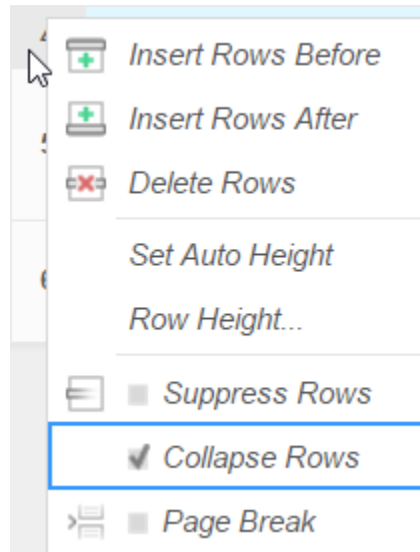 Insert Rows Before
Insert Rows After
Delete Rows
Set Auto Height
Row Height...
Suppress Rows
Collapse Rows
Page Break